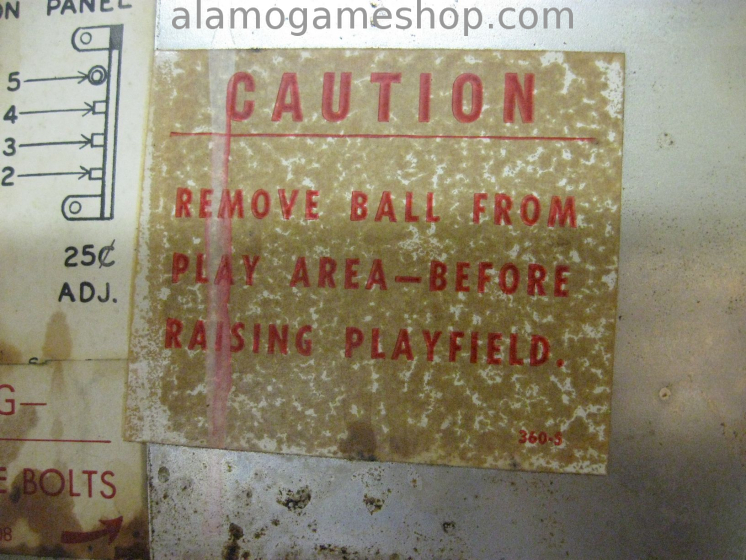 alamogameshop.com
ON PANEL
5
4
3
2
25¢
ADJ.
CAUTION
REMOVE BALL FROM
PLAY AREA—BEFORE
RAISING PLAYFIELD.
360-5
G—
BOLTS